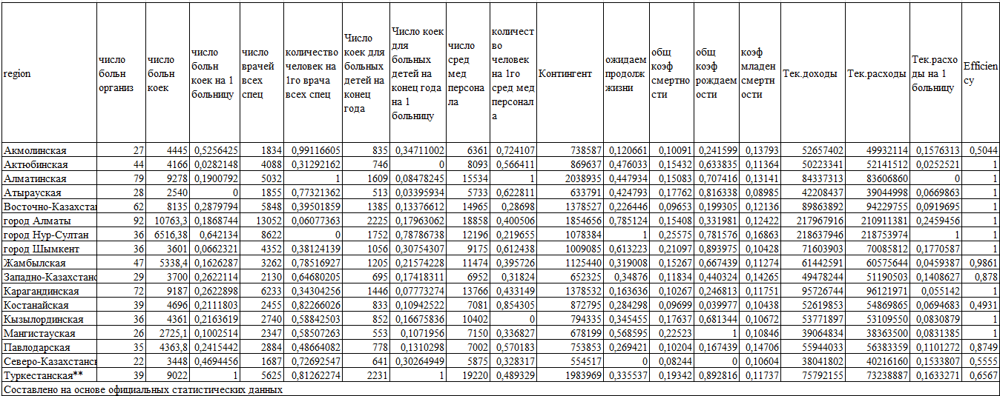 region	число больн организ	число больн коек	число больн коек на 1 больницу	число врачей всех спец	количество человек на 1го врача всех спец	Число коек для больных детей на конец года	Число коек для больных детей на конец года на 1 больницу	число сред мед персонала	количество человек на 1го сред мед персонала	Контингент	ожидаем продолж жизни	общ коэф смертности	общ коэф рождаемости	коэф младен смертности	Тек.доходы	Тек.расходы	Тек.расходы на 1 больницу	Efficiency
Акмолинская	27	4445	0,5256425	1834	0,99116605	835	0,34711002	6361	0,724107	738587	0,120661	0,10091	0,241599	0,13793	52657402	49932114	0,1576313	0,5044
Актюбинская	44	4166	0,0282148	4088	0,31292162	746	0	8093	0,566411	869637	0,476033	0,15432	0,633835	0,11364	50223341	52141512	0,0252521	1
Алматинская	79	9278	0,1900792	5032	1	1609	0,08478245	15534	1	2038935	0,447934	0,15083	0,707416	0,13141	84337313	83606860	0	1
Атырауская	28	2540	0	1855	0,77321362	513	0,03395934	5733	0,622811	633791	0,424793	0,17762	0,816338	0,08985	42208437	39044998	0,0669863	1
Восточно-Казахстан	62	8135	0,2879794	5848	0,39501859	1385	0,13376612	14965	0,28698	1378527	0,226446	0,09653	0,199305	0,12136	89863892	94229755	0,0919695	1
город Алматы	92	10763,3	0,1868744	13052	0,06077363	2225	0,17963062	18858	0,400506	1854656	0,785124	0,15408	0,331981	0,12422	217967916	210911381	0,2459456	1
город Нур-Султан	36	6516,38	0,642134	8622	0	1752	0,78786738	12196	0,219655	1078384	1	0,25575	0,781576	0,16863	218637946	218753974	1	1
город Шымкент	36	3601	0,0662321	4352	0,38124139	1056	0,30754307	9175	0,612438	1009085	0,613223	0,21097	0,893975	0,10428	71603903	70085812	0,1770587	1
Жамбылская	47	5338,4	0,1626287	3262	0,78516927	1205	0,21574228	11474	0,395726	1125440	0,319008	0,15267	0,667439	0,11274	61442591	60575644	0,0459387	0,9861
Западно-Казахстанс	29	3700	0,2622114	2130	0,64680205	695	0,17418311	6952	0,31824	652325	0,34876	0,11834	0,440324	0,14265	49478244	51190503	0,1408627	0,878
Карагандинская	72	9187	0,2622898	6233	0,34304256	1446	0,07773274	13766	0,433149	1378532	0,163636	0,10267	0,246813	0,11751	95726744	96121971	0,055142	1
Костанайская	39	4696	0,2111803	2455	0,82266026	833	0,10942522	7081	0,854305	872795	0,284298	0,09699	0,039977	0,10438	52619853	54869865	0,0694683	0,4931
Кызылординская	36	4361	0,2163619	2740	0,58842503	852	0,16675836	10402	0	794335	0,345455	0,17637	0,681344	0,10672	53771897	53109550	0,0830879	1
Мангистауская	26	2725,1	0,1002514	2347	0,58507263	553	0,1071956	7150	0,336827	678199	0,568595	0,22523	1	0,10846	39064834	38363500	0,0831385	1
Павлодарская	35	4363,8	0,2415442	2884	0,48664082	778	0,1310298	7002	0,570183	753853	0,269421	0,10204	0,167439	0,14706	55944033	56383359	0,1101272	0,8749
Северо-Казахстанск	22	3448	0,4694456	1687	0,72692547	641	0,30264949	5875	0,328317	554517	0	0,08244	0	0,10604	38041802	40216160	0,1533807	0,5555
Туркестанская**	39	9022	1	5625	0,81262274	2231	1	19220	0,489329	1983969	0,335537	0,19342	0,892816	0,11737	75792155	73238887	0,1633271	0,6567
Составлено на основе официальных статистических данных